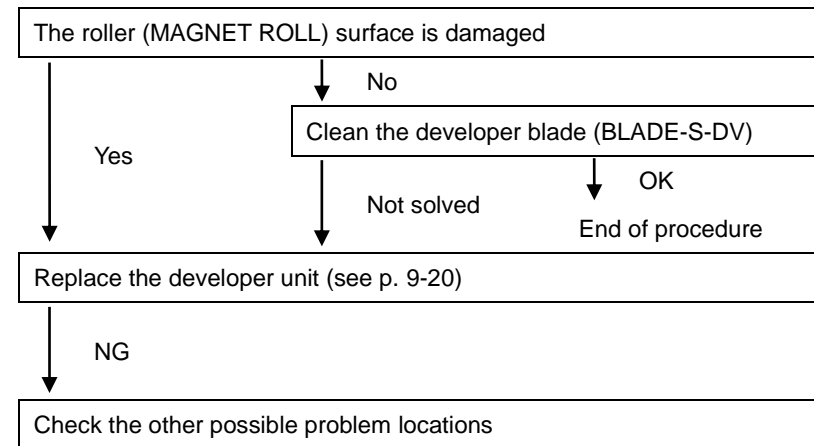 The roller (MAGNET ROLL) surface is damaged
No
Clean the developer blade (BLADE-S-DV)
Yes
OK
Not solved
End of procedure
Replace the developer unit (see p. 9-20)
NG
Check the other possible problem locations